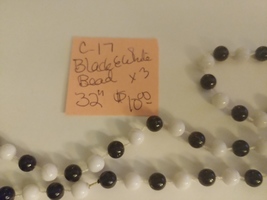 C-17
Black & White
Bead x 3
32" $10.00